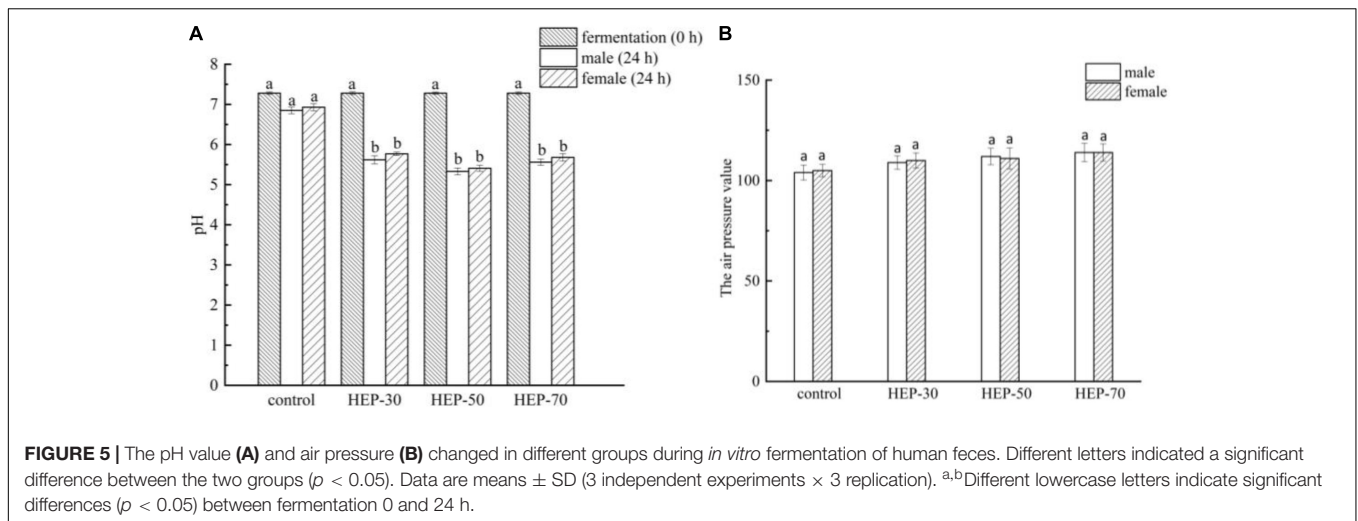 A
fermentation (0 h)
male (24 h)
female (24 h)
8
7
6
5
4
3
2
1
0
pH
a
a
a
a
b
b
a
b
b
a
b
b
control
HEP-30
HEP-50
HEP-70
B
male
female
150
100
50
0
The air pressure value
a
a
a
a
a
a
a
a
control
HEP-30
HEP-50
HEP-70
FIGURE 5 | The pH value (A) and air pressure (B) changed in different groups during in vitro fermentation of human feces. Different letters indicated a significant
difference between the two groups (p < 0.05). Data are means ± SD (3 independent experiments × 3 replication). a,bDifferent lowercase letters indicate significant
differences (p < 0.05) between fermentation 0 and 24 h.